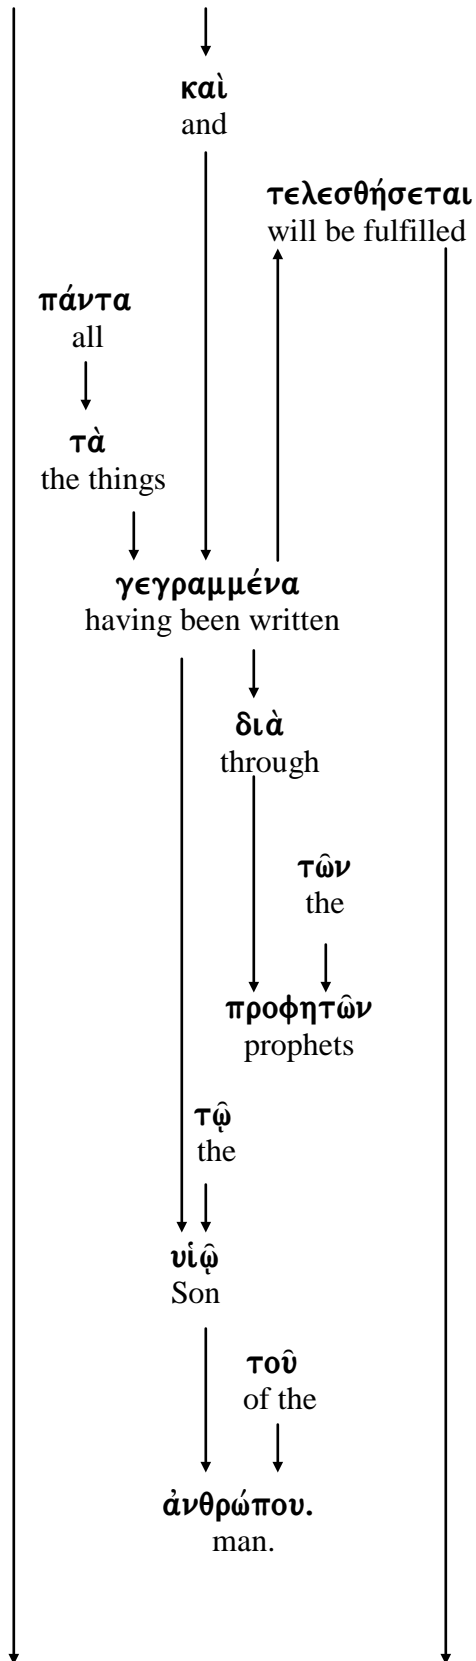 καὶ
and
τελεσθήσεται
will be fulfilled
πάντα
all
τὰ
the things
γεγραμμένα
having been written
διὰ
through
τῶν
the
προφητῶν
prophets
τῷ
the
υἱῷ
Son
τοῦ
of the
ἀνθρώπου.
man.